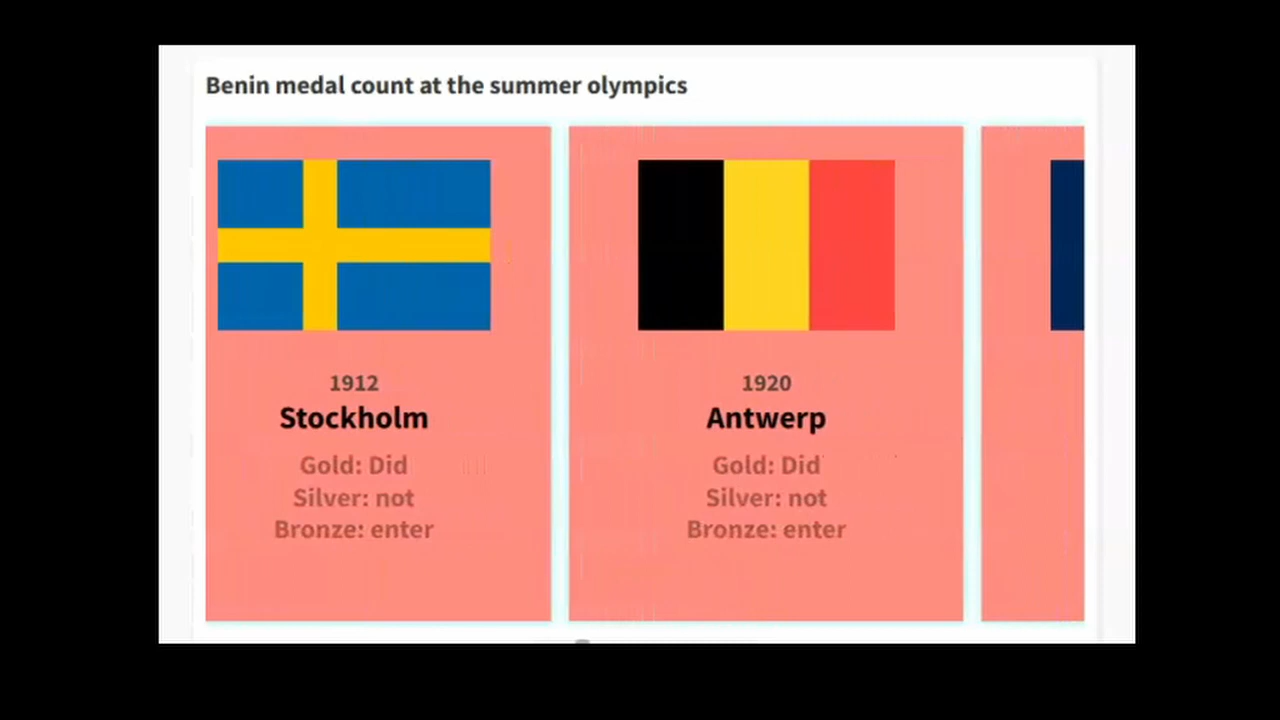 Benin medal count at the summer olympics
1912
Stockholm
Gold: Did
Silver: not
Bronze: enter
1920
Antwerp
Gold: Did
Silver: not
Bronze: enter